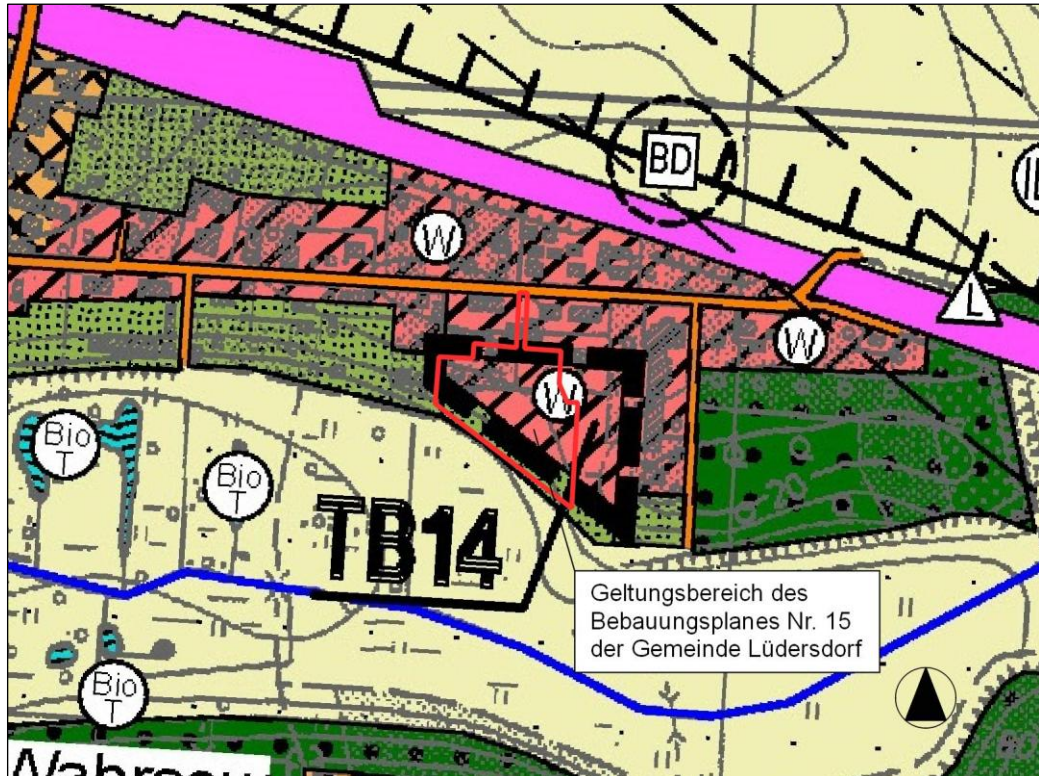 BD
W
L
W
W
Bio
T
Bio
T
TB14
Geltungsbereich des
Bebauungsplanes Nr. 15
der Gemeinde Lüdersdorf
Bio
T